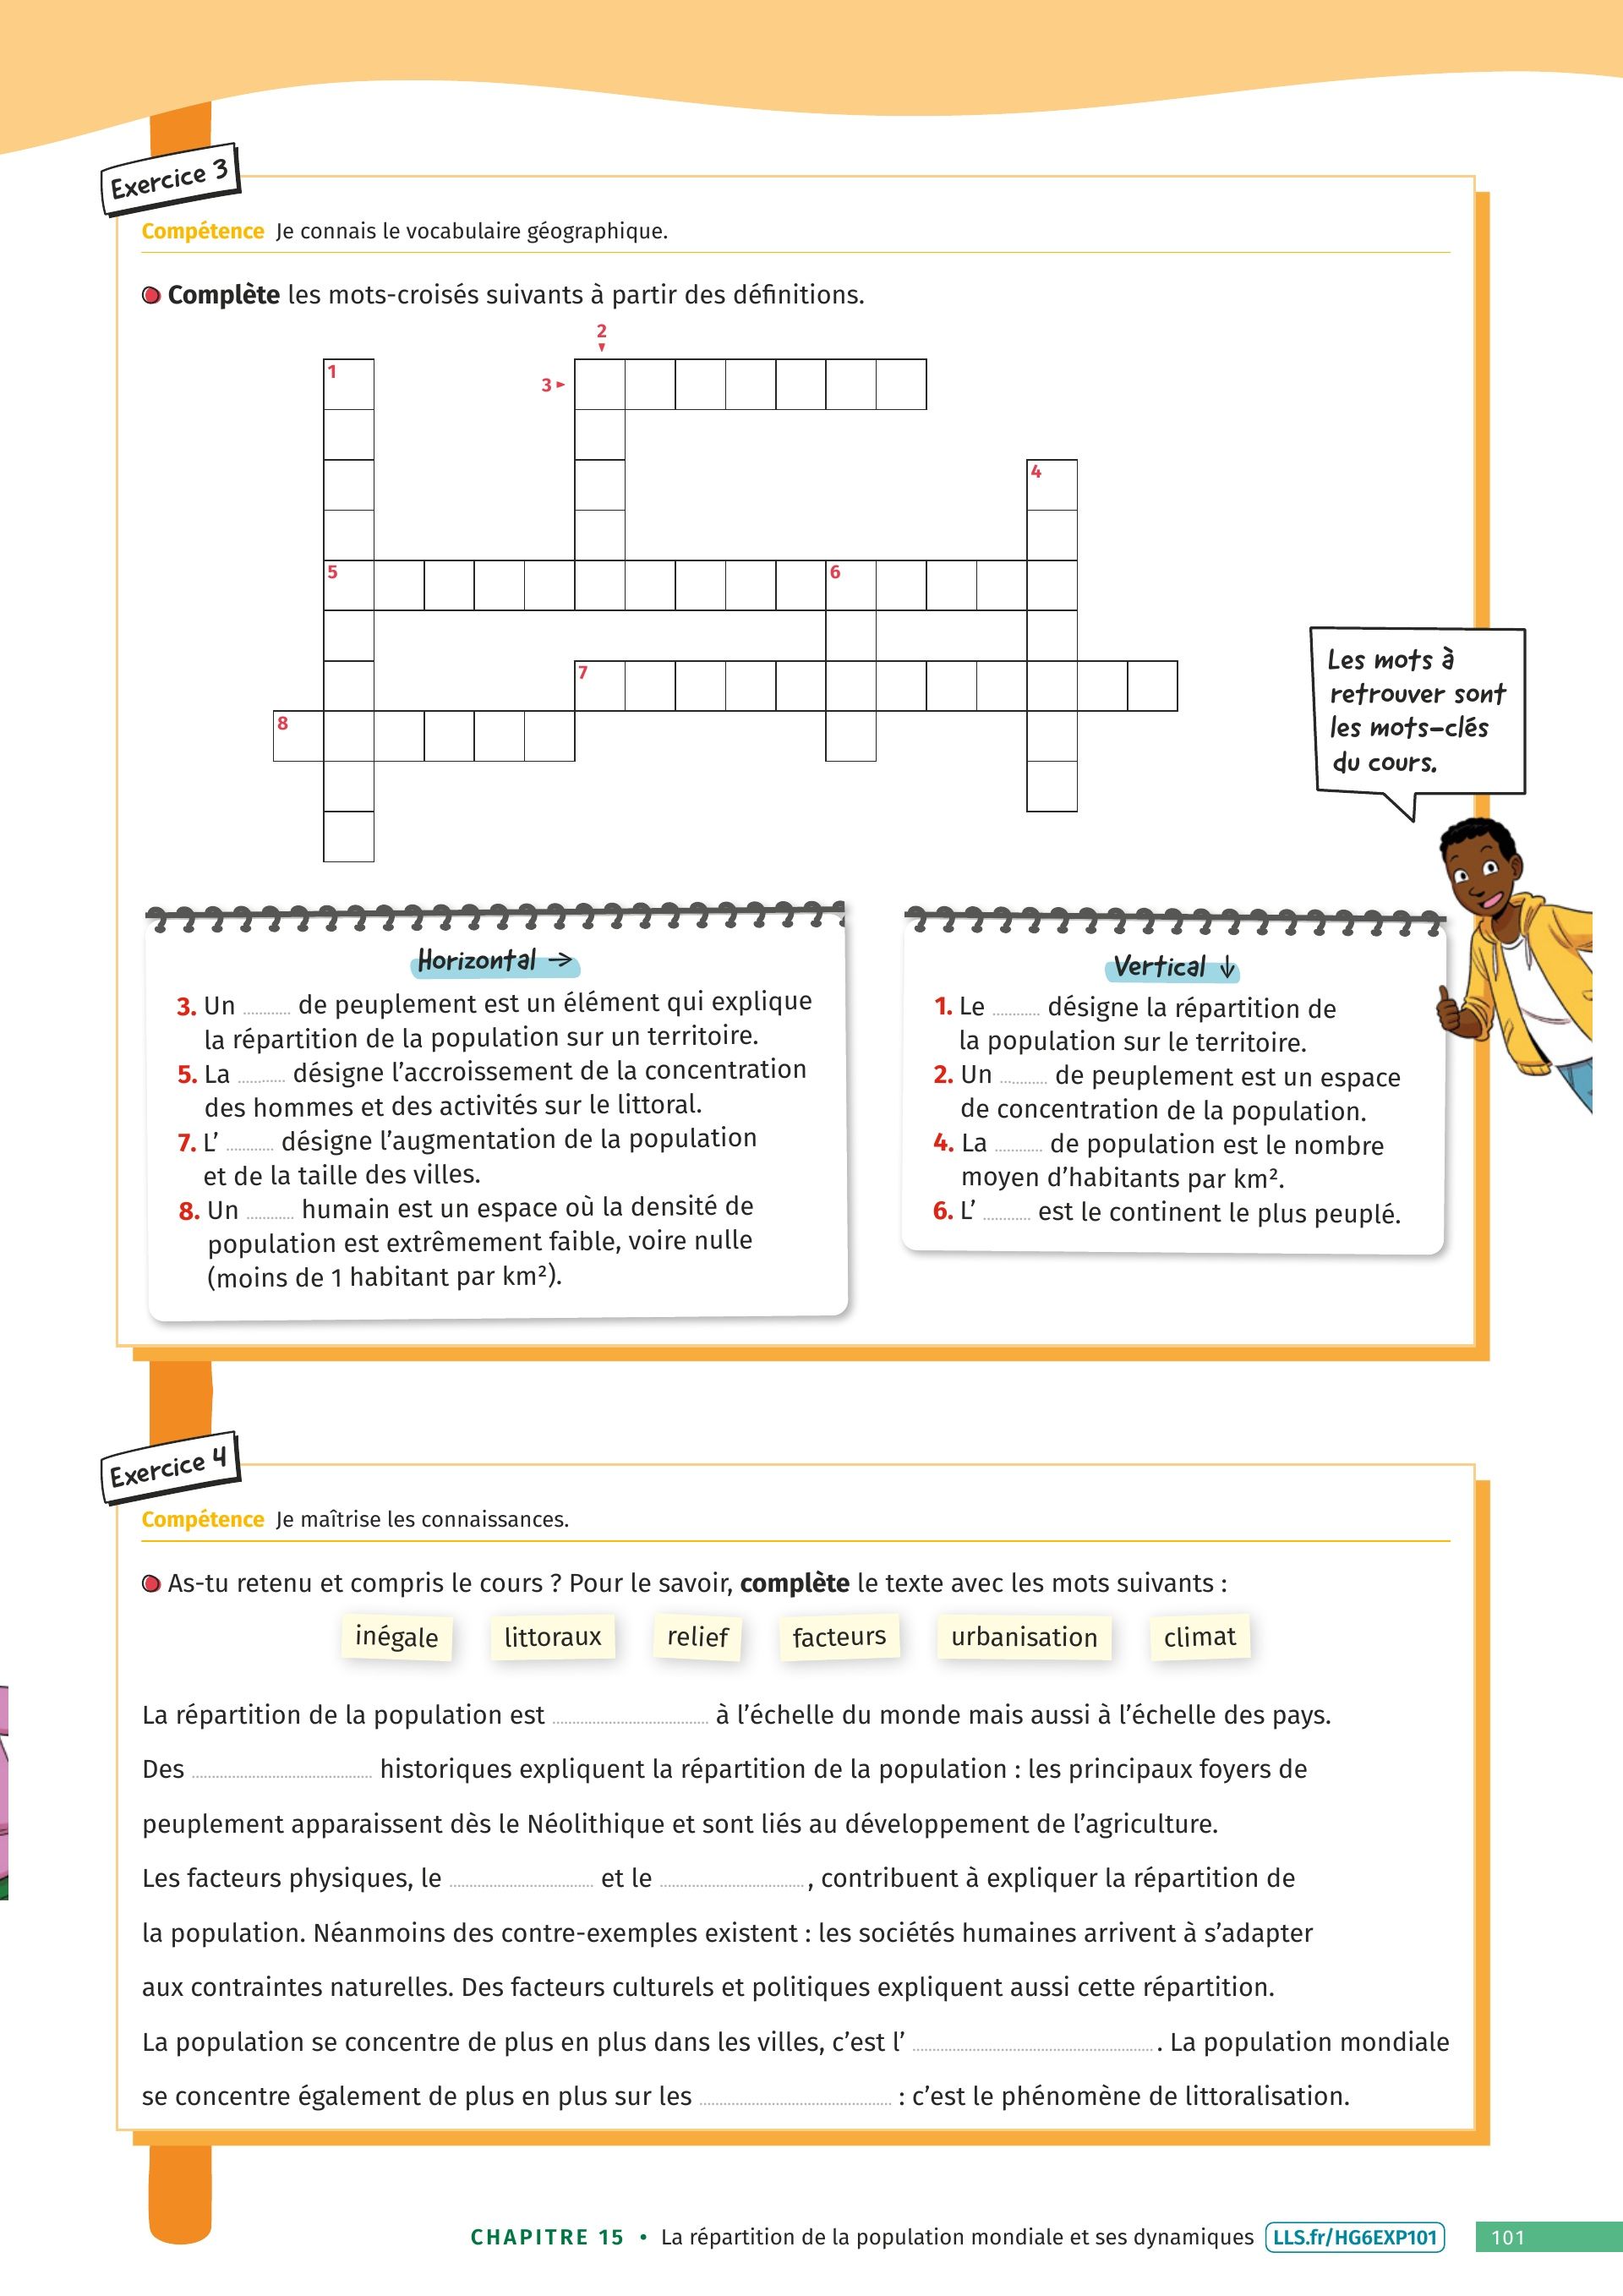 Exercice 3
Compétence Je connais le vocabulaire géographique.
Complète les mots-croisés suivants à partir des définitions.
2
1
3
4
5
6
7
8
Les mots à
retrouver sont
les mots-clés
du cours.
Horizontal →
3. Un ........... de peuplement est un élément qui explique
la répartition de la population sur un territoire.
5. La ........... désigne l’accroissement de la concentration
des hommes et des activités sur le littoral.
7. L’ ........... désigne l’augmentation de la population
et de la taille des villes.
8. Un ........... humain est un espace où la densité de
population est extrêmement faible, voire nulle
(moins de 1 habitant par km²).
Vertical ↓
1. Le ........... désigne la répartition de
la population sur le territoire.
2. Un ........... de peuplement est un espace
de concentration de la population.
4. La ........... de population est le nombre
moyen d’habitants par km².
6. L’ ........... est le continent le plus peuplé.
Exercice 4
Compétence Je maîtrise les connaissances.
As-tu retenu et compris le cours ? Pour le savoir, complète le texte avec les mots suivants :
inégale littoraux relief facteurs urbanisation climat
La répartition de la population est ........... à l’échelle du monde mais aussi à l’échelle des pays.
Des ........... historiques expliquent la répartition de la population : les principaux foyers de
peuplement apparaissent dès le Néolithique et sont liés au développement de l’agriculture.
Les facteurs physiques, le ........... et le ........... , contribuent à expliquer la répartition de
la population. Néanmoins des contre-exemples existent : les sociétés humaines arrivent à s’adapter
aux contraintes naturelles. Des facteurs culturels et politiques expliquent aussi cette répartition.
La population se concentre de plus en plus dans les villes, c’est l’ ........... . La population mondiale
se concentre également de plus en plus sur les ........... : c’est le phénomène de littoralisation.
CHAPITRE 15 • La répartition de la population mondiale et ses dynamiques LLS.fr/HG6EXP101 101